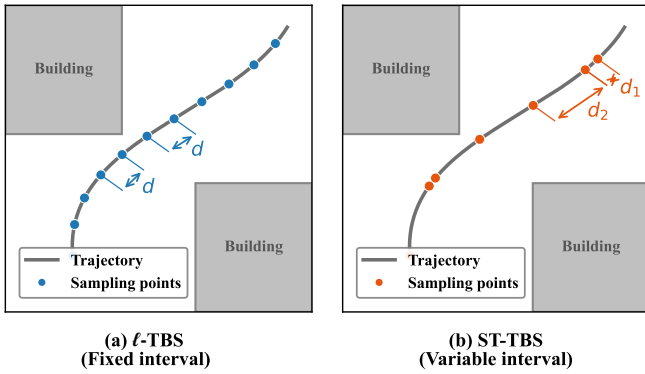 Building
d
d
Building
Trajectory
Sampling points
(a) ℓ-TBS
(Fixed interval)
Building
d₁
d₂
Building
Trajectory
Sampling points
(b) ST-TBS
(Variable interval)